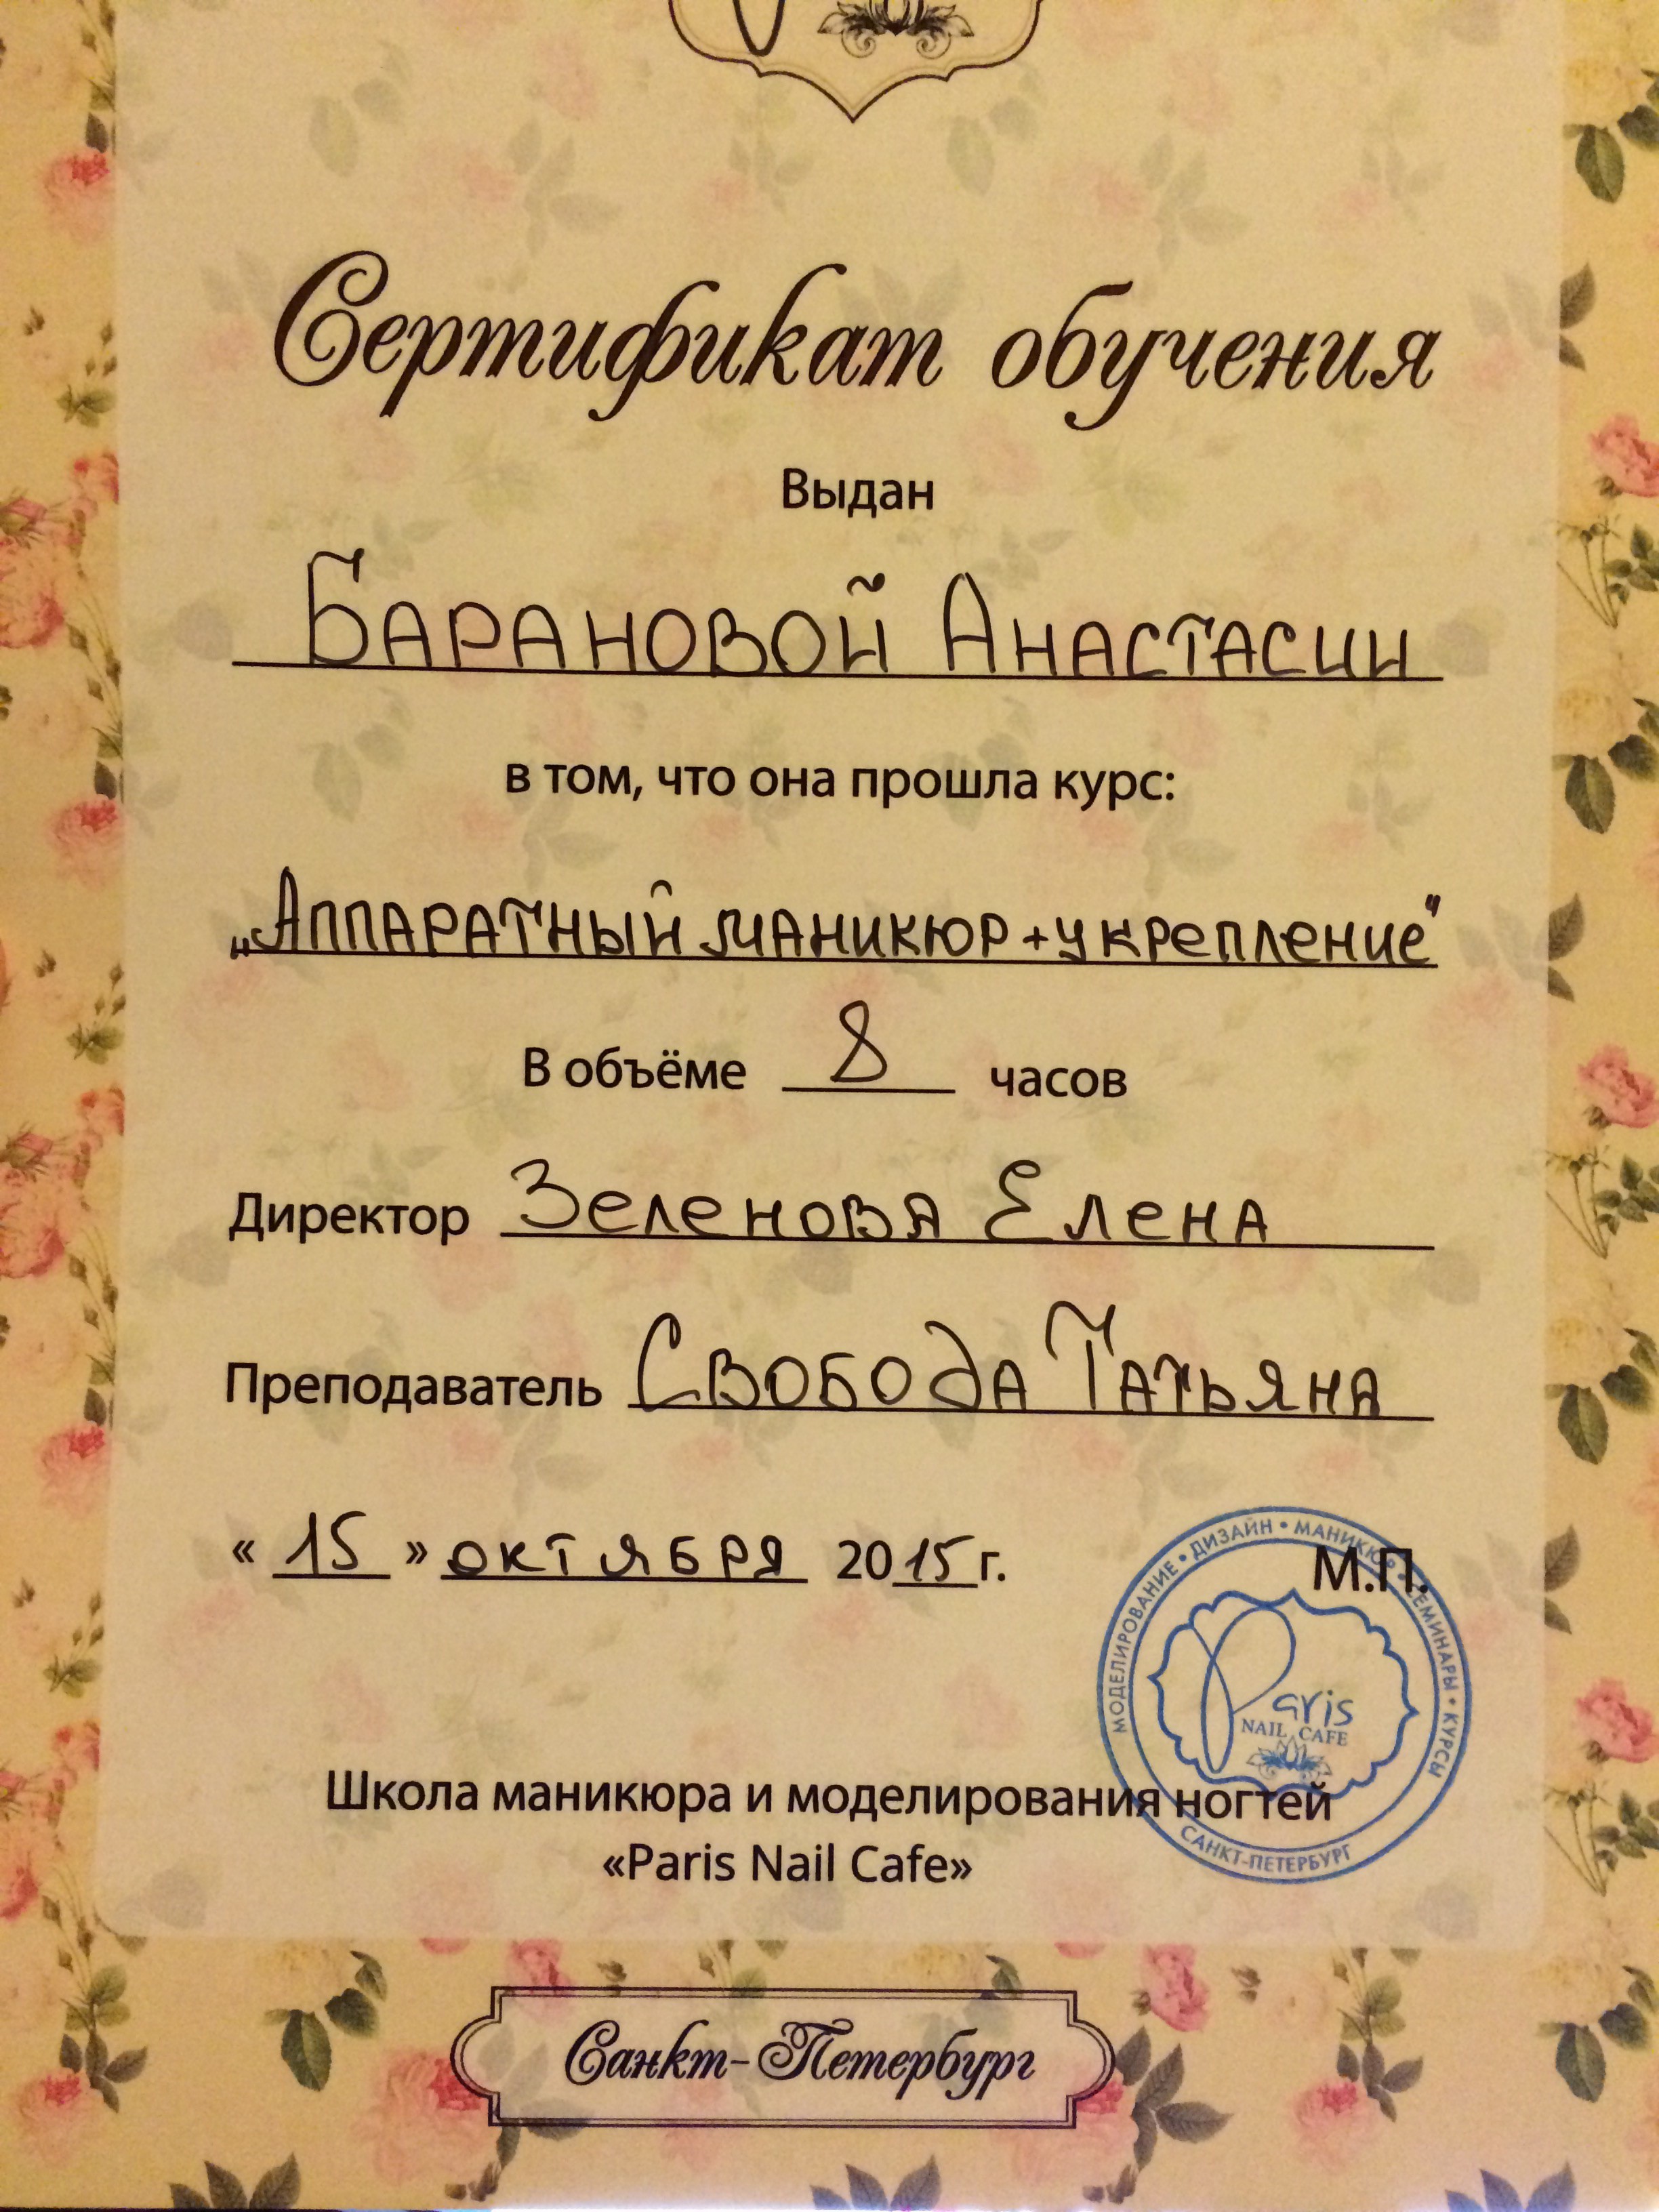 Сертификат обучения
Выдан
Барановой Анастасии
в том, что она прошла курс:
„Аппаратный маникюр+укрепление"
В объёме 8 часов
Директор Зеленова Елена
Преподаватель Свобода Татьяна
« 15 » октября 2015 г.
М.П.
МОДЕЛИРОВАНИЕ • ДИЗАЙН • МАНИКЮР • СЕМИНАРЫ • КУРСЫ
Paris
NAIL CAFE
САНКТ-ПЕТЕРБУРГ
Школа маникюра и моделирования ногтей
«Paris Nail Cafe»
Санкт-Петербург